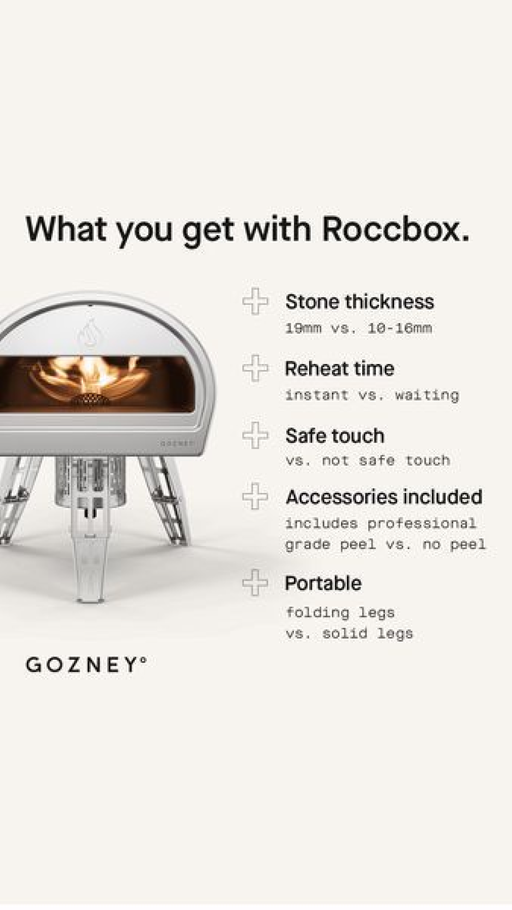 What you get with Roccbox.
Stone thickness
19mm vs. 10-16mm
Reheat time
instant vs. waiting
Safe touch
vs. not safe touch
Accessories included
includes professional
grade peel vs. no peel
Portable
folding legs
vs. solid legs
GOZNEY
GOZNEY°